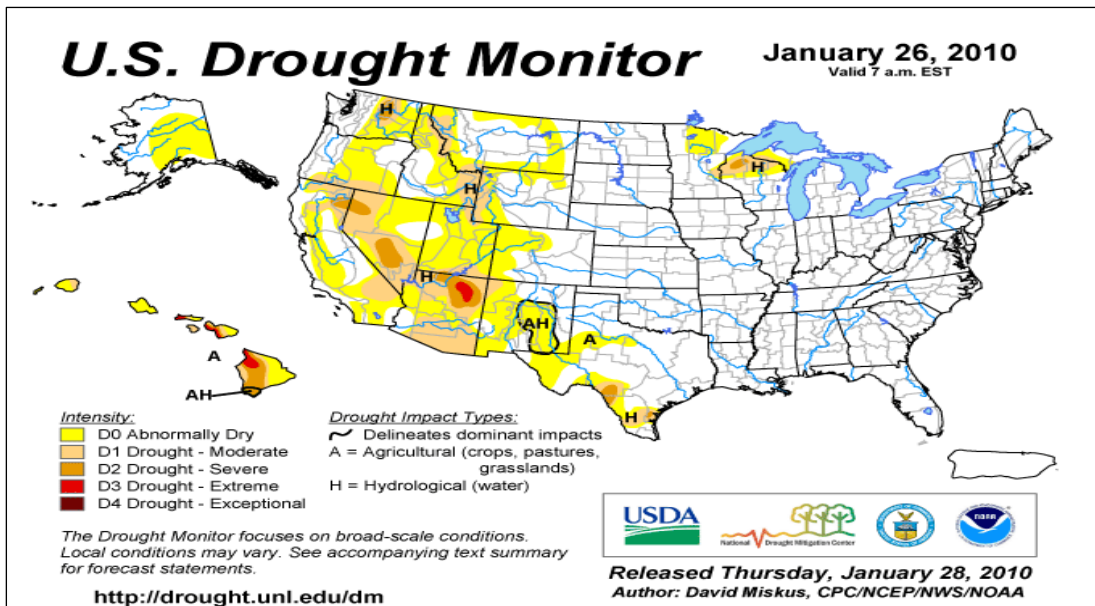 U.S. Drought Monitor
January 26, 2010
Valid 7 a.m. EST
H
H
H
H
AH
A
H
A
AH
Intensity:
D0 Abnormally Dry
D1 Drought - Moderate
D2 Drought - Severe
D3 Drought - Extreme
D4 Drought - Exceptional
Drought Impact Types:
Delineates dominant impacts
A = Agricultural (crops, pastures,
grasslands)
H = Hydrological (water)
The Drought Monitor focuses on broad-scale conditions.
Local conditions may vary. See accompanying text summary
for forecast statements.
http://drought.unl.edu/dm
USDA
National Drought Mitigation Center
noaa
Released Thursday, January 28, 2010
Author: David Miskus, CPC/NCEP/NWS/NOAA